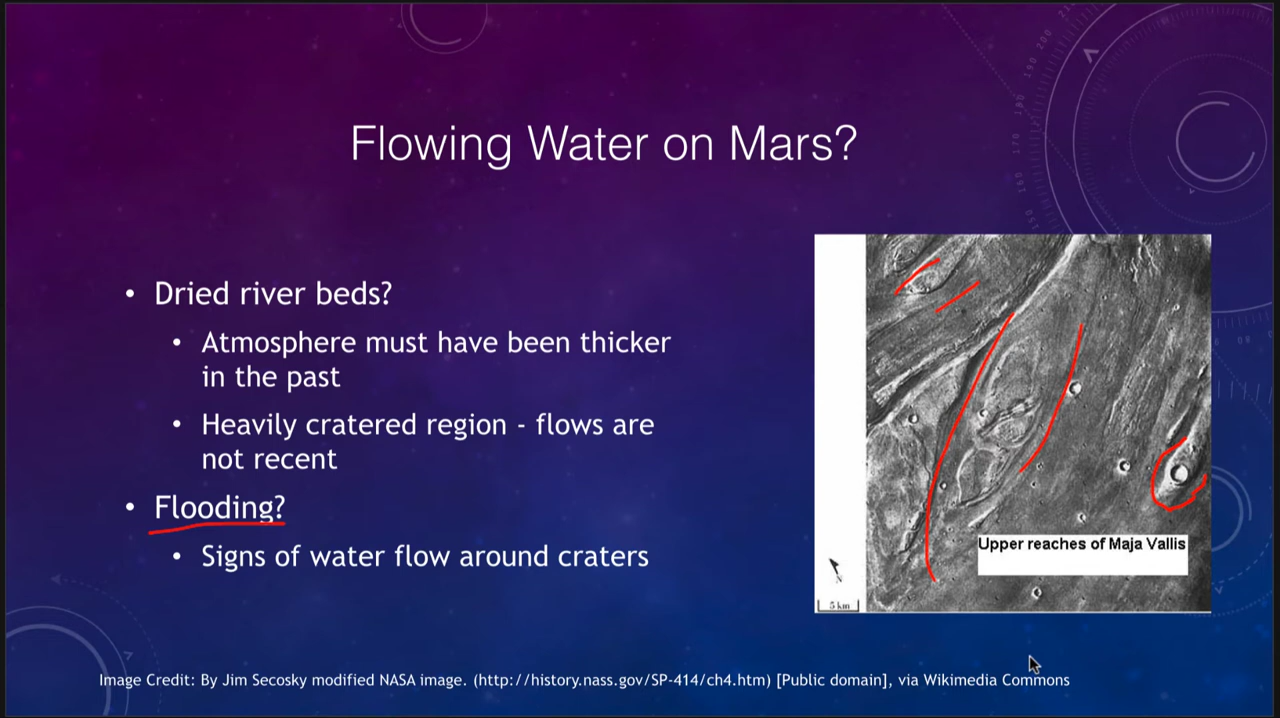 Flowing Water on Mars?
• Dried river beds?
• Atmosphere must have been thicker
in the past
• Heavily cratered region - flows are
not recent
• Flooding?
• Signs of water flow around craters
Upper reaches of Maja Vallis
N
5 km
Image Credit: By Jim Secosky modified NASA image. (http://history.nass.gov/SP-414/ch4.htm) [Public domain], via Wikimedia Commons